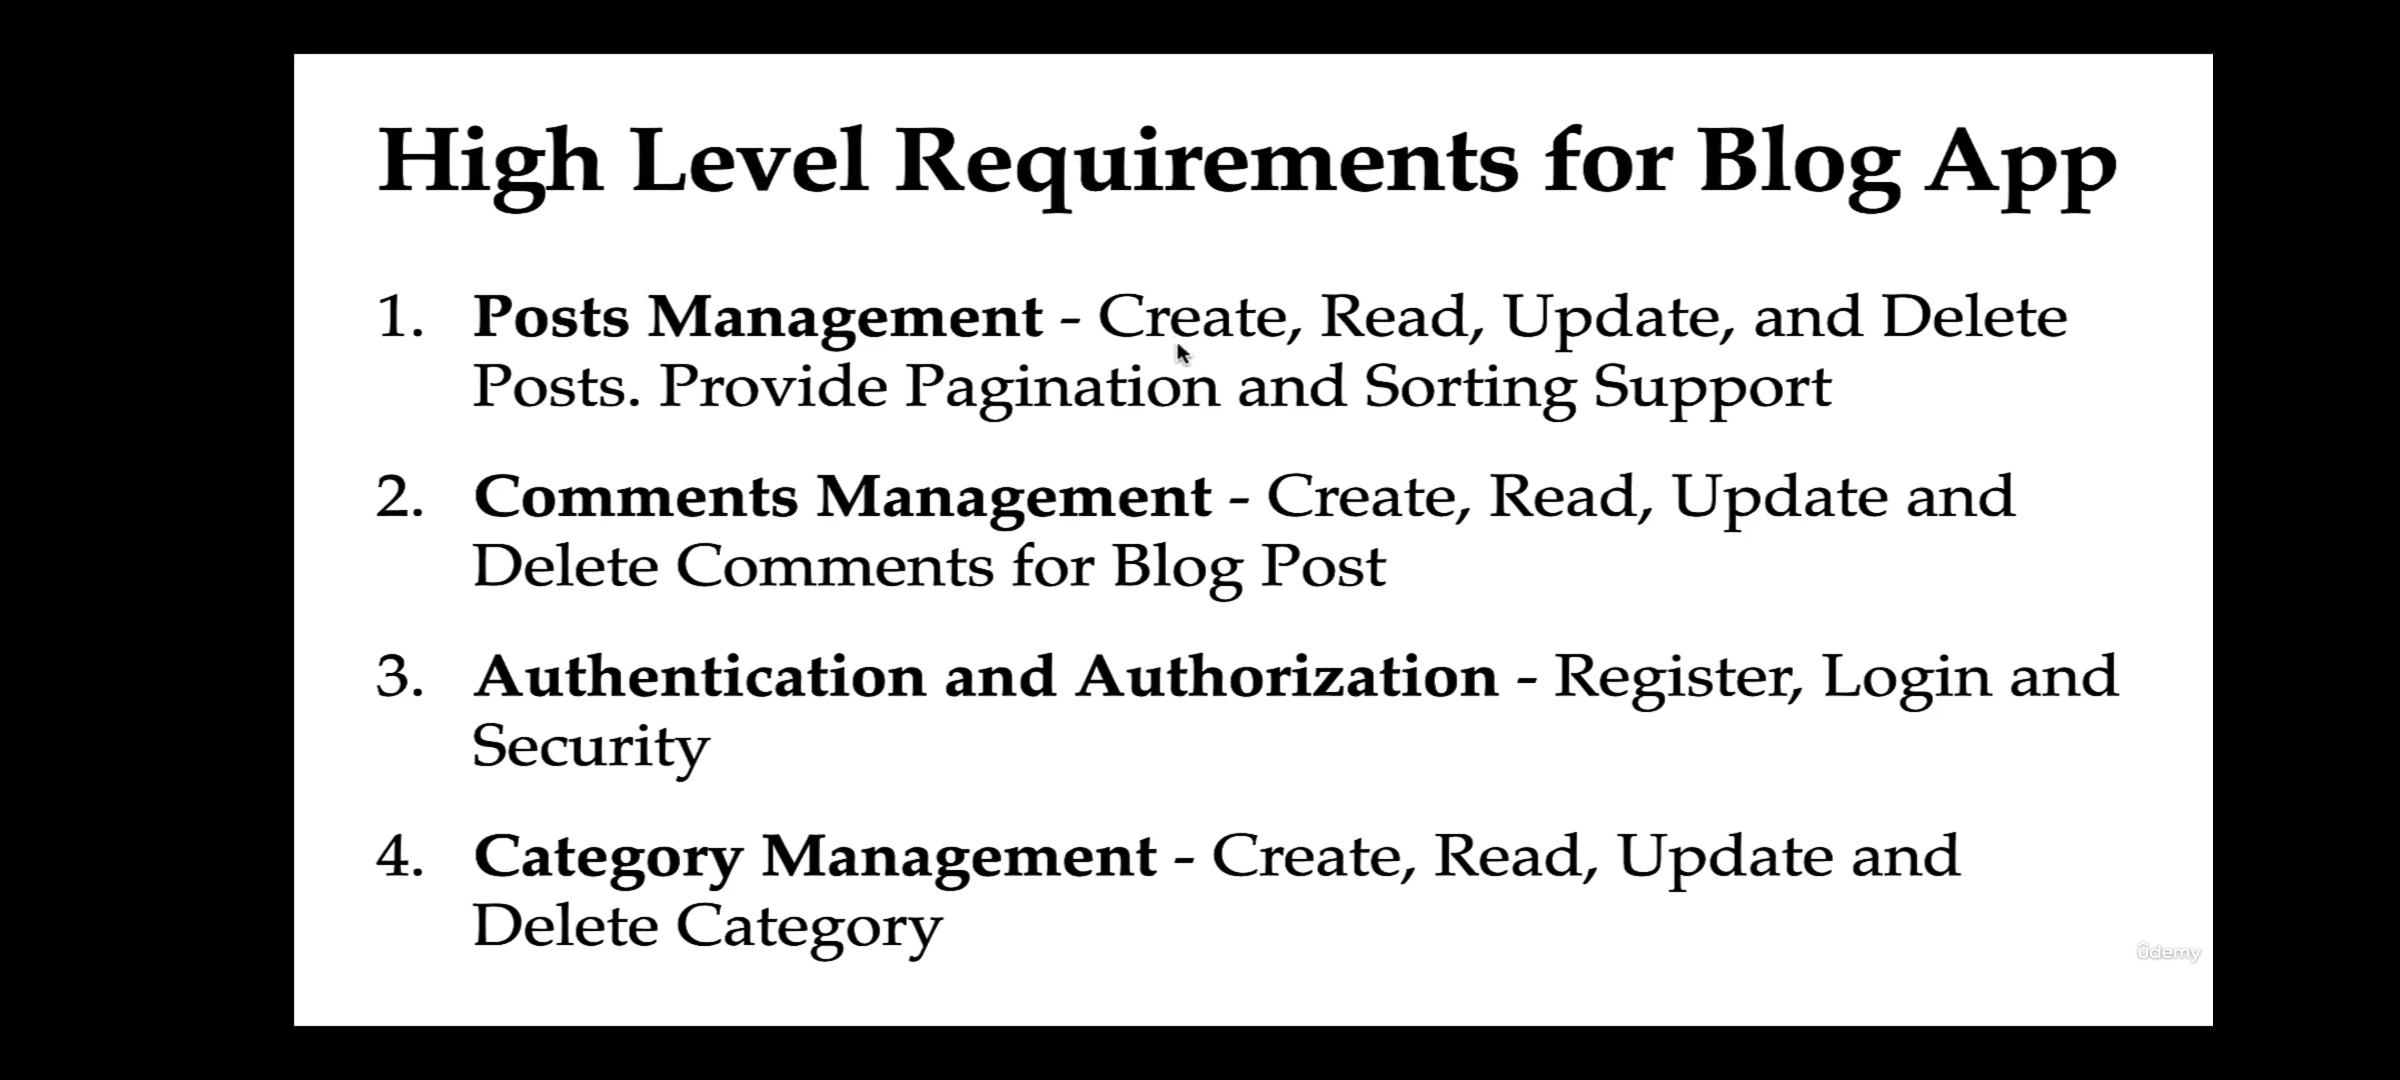 High Level Requirements for Blog App
1. Posts Management - Create, Read, Update, and Delete
Posts. Provide Pagination and Sorting Support
2. Comments Management - Create, Read, Update and
Delete Comments for Blog Post
3. Authentication and Authorization - Register, Login and
Security
4. Category Management - Create, Read, Update and
Delete Category
ûdemy